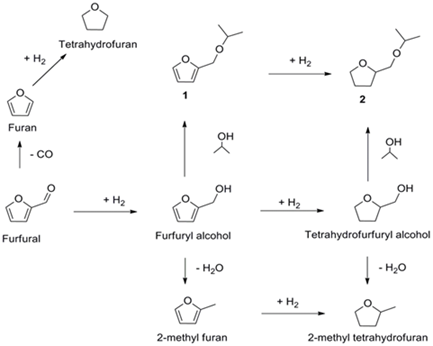 O
Tetrahydrofuran
+ H2
O
Furan
- CO
O
O
Furfural
+ H2
O
O
1
+ H2
O
O
2
OH
OH
O
OH
Furfuryl alcohol
+ H2
O
OH
Tetrahydrofurfuryl alcohol
- H2O
- H2O
O
2-methyl furan
+ H2
O
2-methyl tetrahydrofuran